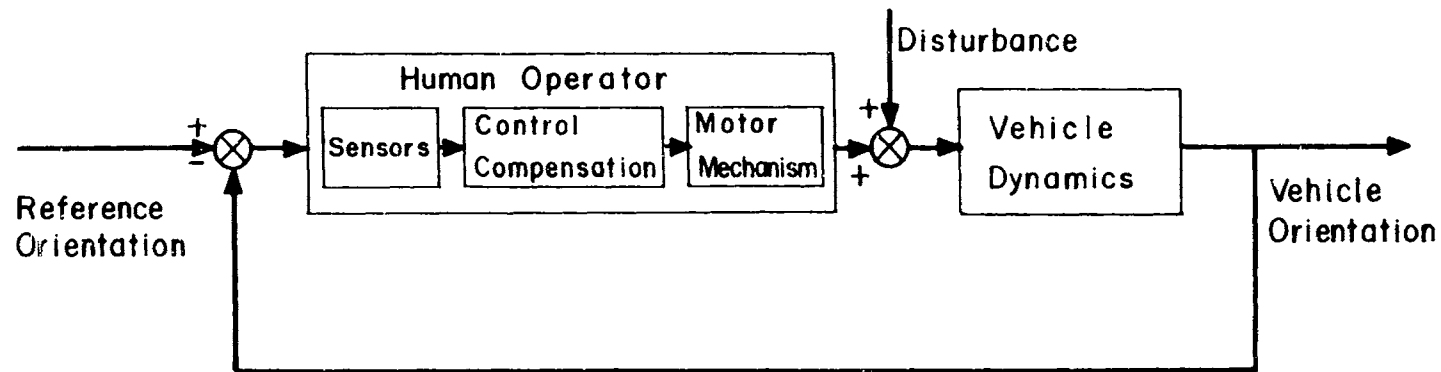 Disturbance
Human Operator
+
Sensors
Control
Compensation
Motor
Mechanism
+
-
+
Vehicle
Dynamics
Reference
Orientation
Vehicle
Orientation